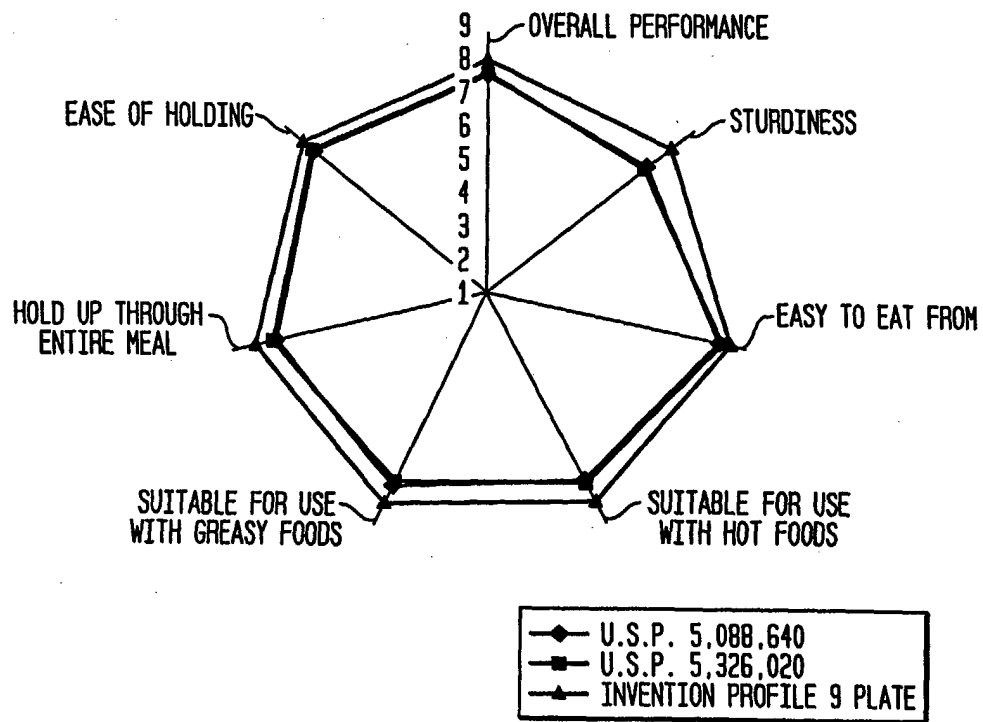 9
OVERALL PERFORMANCE
8
7
6
5
4
3
2
1
EASE OF HOLDING
STURDINESS
HOLD UP THROUGH
ENTIRE MEAL
EASY TO EAT FROM
SUITABLE FOR USE
WITH GREASY FOODS
SUITABLE FOR USE
WITH HOT FOODS
U.S.P. 5,088,640
U.S.P. 5,326,020
INVENTION PROFILE 9 PLATE